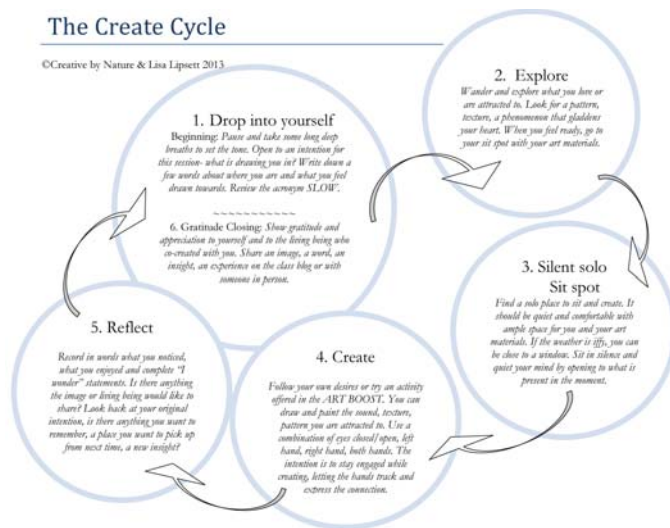 The Create Cycle
©Creative by Nature & Lisa Lipsett 2013
1. Drop into yourself
Beginning: Pause and take some long deep
breaths to set the tone. Open to an intention for
this session- what is drawing you in? Write down a
few words about where you are and what you feel
drawn towards. Review the acronym SLOW.
~~~~~~~~~~~
6. Gratitude Closing: Show gratitude and
appreciation to yourself and to the living being who
co-created with you. Share an image, a word, an
insight, an experience on the class blog or with
someone in person.
2. Explore
Wander and explore what you love or
are attracted to. Look for a pattern,
texture, a phenomenon that gladdens
your heart. When you feel ready, go to
your sit spot with your art materials.
3. Silent solo
Sit spot
Find a solo place to sit and create. It
should be quiet and comfortable with
ample space for you and your art
materials. If the weather is iffy, you can
be close to a window. Sit in silence and
quiet your mind by opening to what is
present in the moment.
4. Create
Follow your own desires or try an activity
offered in the ART BOOST. You can
draw and paint the sound, texture,
pattern you are attracted to. Use a
combination of eyes closed/open, left
hand, right hand, both hands. The
intention is to stay engaged while
creating, letting the hands track and
express the connection.
5. Reflect
Record in words what you noticed,
what you enjoyed and complete "I
wonder" statements. Is there anything
the image or living being would like to
share? Look back at your original
intention, is there anything you want to
remember, a place you want to pick up
from next time, a new insight?